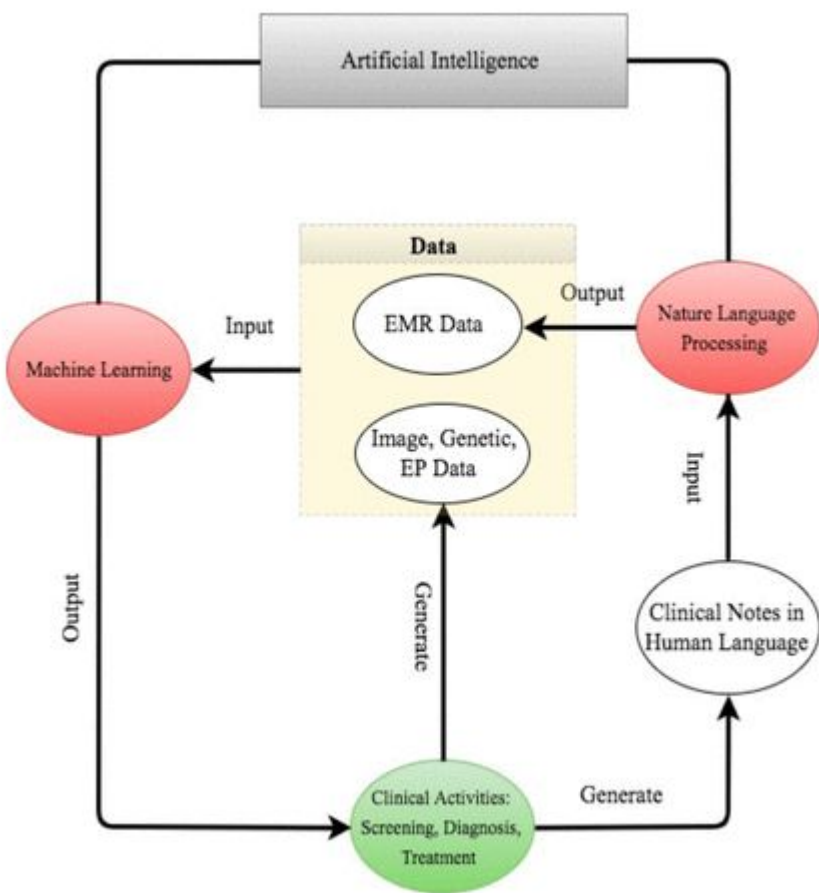 Artificial Intelligence
Data
Output
EMR Data
Nature Language
Processing
Input
Machine Learning
Image, Genetic,
EP Data
Input
Output
Generate
Clinical Notes in
Human Language
Clinical Activities:
Screening, Diagnosis,
Treatment
Generate